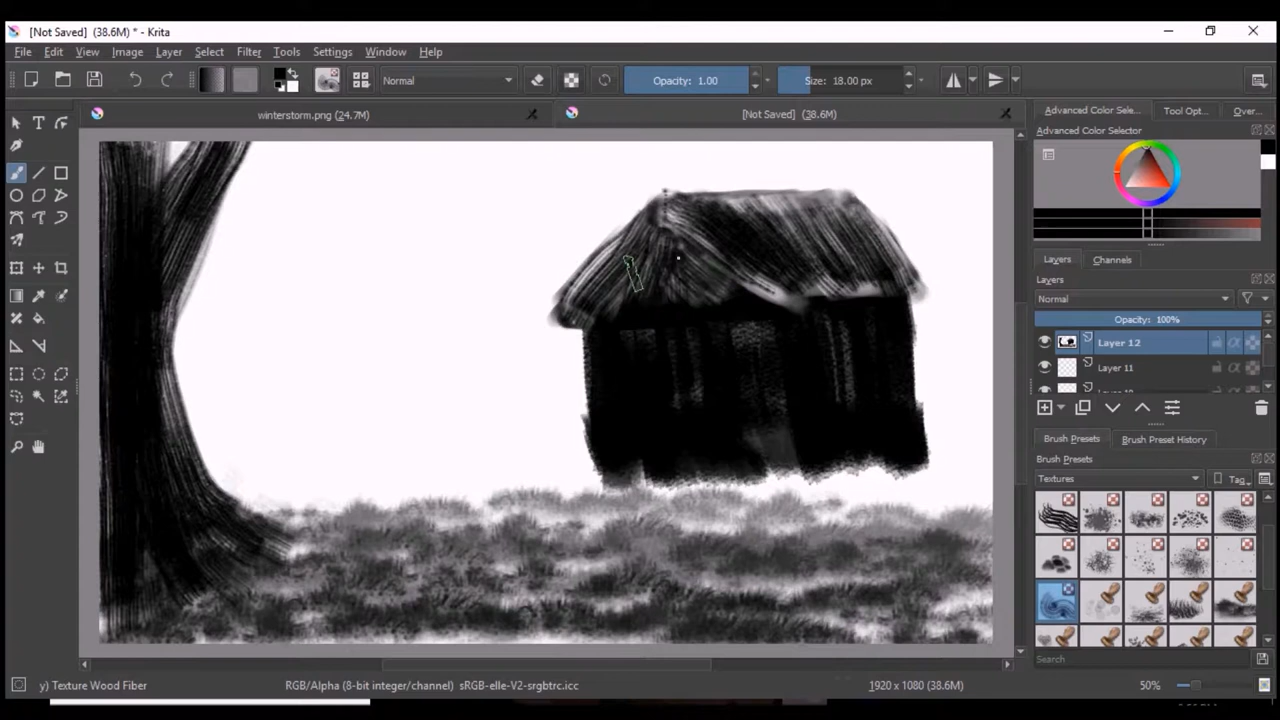 [Not Saved] (38.6M) * - Krita
File Edit View Image Layer Select Filter Tools Settings Window Help
Normal Opacity: 1.00 Size: 18.00 px
winterstorm.png (24.7M) [Not Saved] (38.6M)
Advanced Color Sele... Tool Opt... Over...
Advanced Color Selector
Layers Channels
Layers
Normal
Opacity: 100%
Layer 12
Layer 11
Brush Presets Brush Preset History
Brush Presets
Textures Tag
Search
y) Texture Wood Fiber RGB/Alpha (8-bit integer/channel) sRGB-elle-V2-srgbtrc.icc 1920 x 1080 (38.6M) 50%